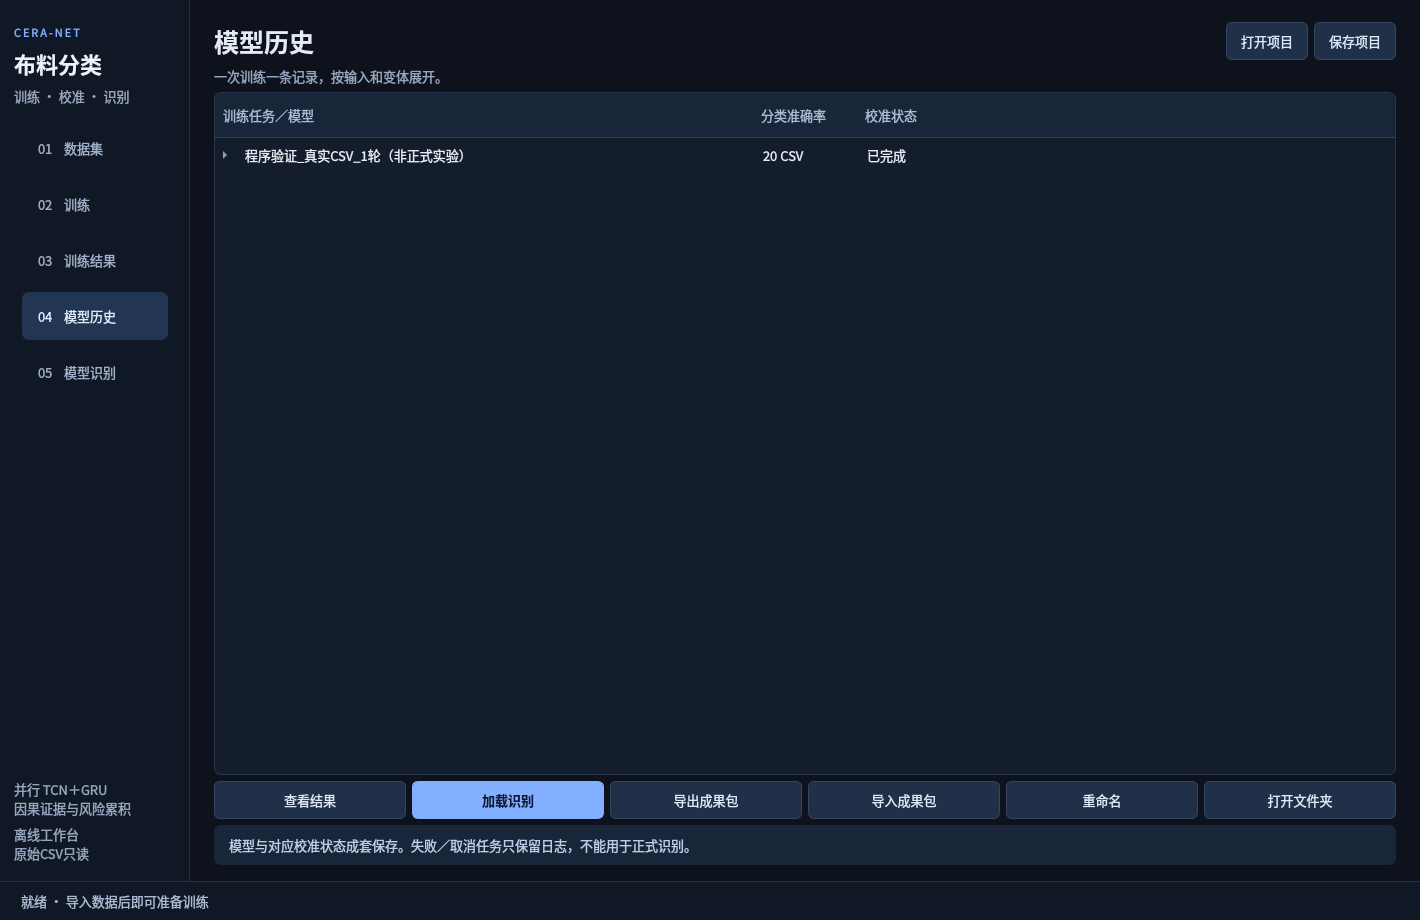 CERA-NET
布料分类
训练 · 校准 · 识别
01 数据集
02 训练
03 训练结果
04 模型历史
05 模型识别
并行 TCN＋GRU
因果证据与风险累积
离线工作台
原始CSV只读
模型历史
一次训练一条记录，按输入和变体展开。
打开项目
保存项目
训练任务／模型 分类准确率 校准状态
程序验证_真实CSV_1轮（非正式实验） 20 CSV 已完成
查看结果
加载识别
导出成果包
导入成果包
重命名
打开文件夹
模型与对应校准状态成套保存。失败／取消任务只保留日志，不能用于正式识别。
就绪 · 导入数据后即可准备训练